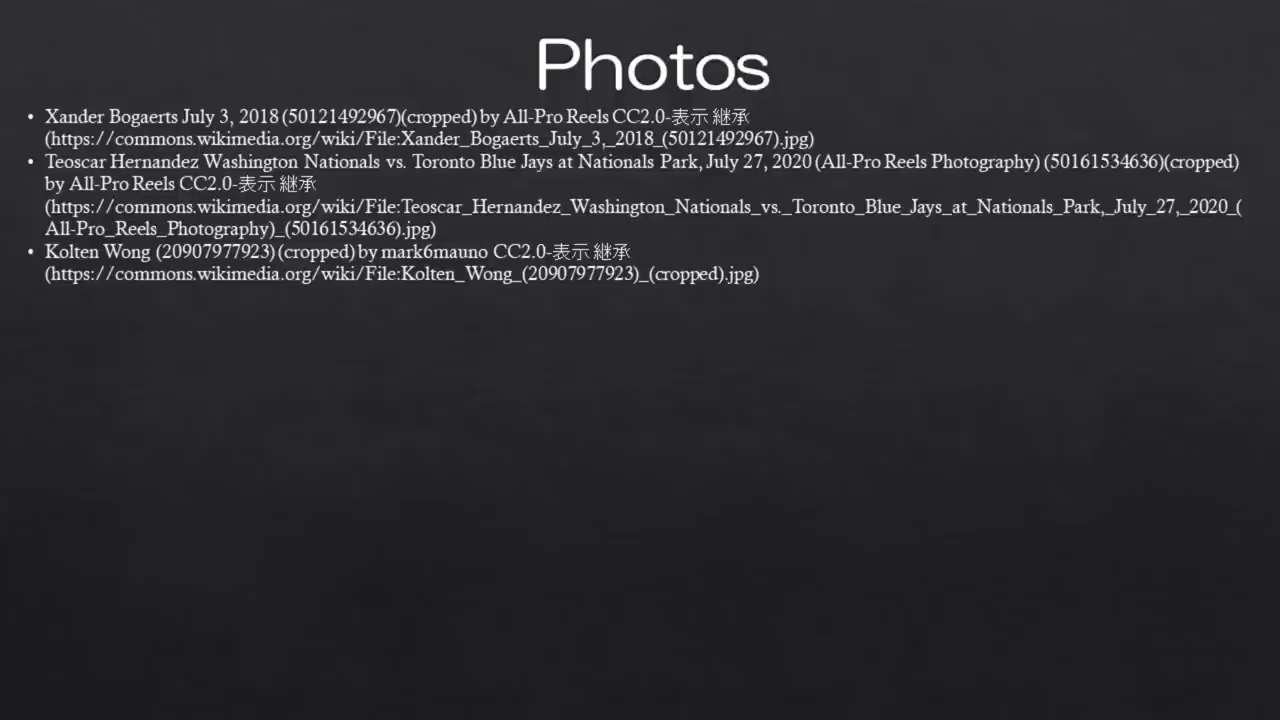 Photos
• Xander Bogaerts July 3, 2018 (50121492967)(cropped) by All-Pro Reels CC2.0-表示 継承
(https://commons.wikimedia.org/wiki/File:Xander_Bogaerts_July_3,_2018_(50121492967).jpg)
• Teoscar Hernandez Washington Nationals vs. Toronto Blue Jays at Nationals Park, July 27, 2020 (All-Pro Reels Photography) (50161534636)(cropped)
by All-Pro Reels CC2.0-表示 継承
(https://commons.wikimedia.org/wiki/File:Teoscar_Hernandez_Washington_Nationals_vs._Toronto_Blue_Jays_at_Nationals_Park,_July_27,_2020_(
All-Pro_Reels_Photography)_(50161534636).jpg)
• Kolten Wong (20907977923) (cropped) by mark6mauno CC2.0-表示 継承
(https://commons.wikimedia.org/wiki/File:Kolten_Wong_(20907977923)_(cropped).jpg)